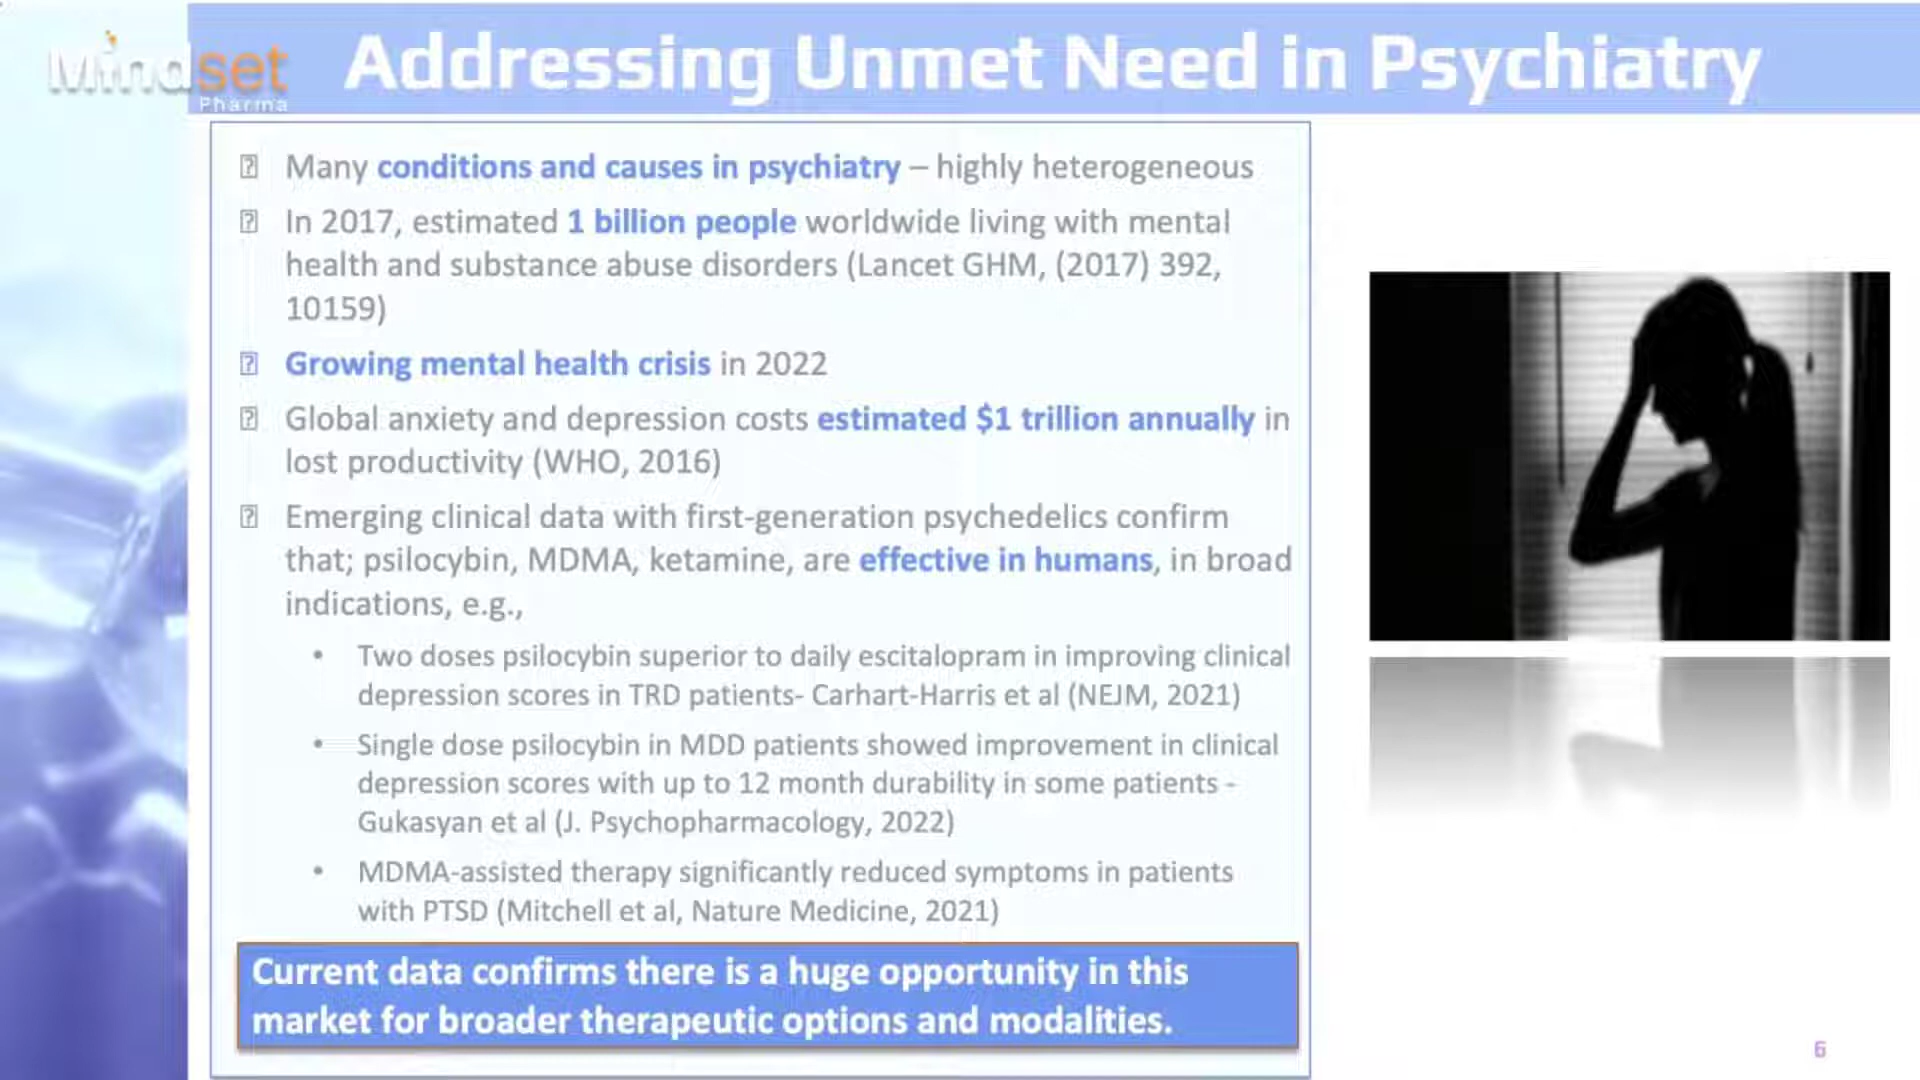 Mindset
Pharma
Addressing Unmet Need in Psychiatry
Many conditions and causes in psychiatry – highly heterogeneous
In 2017, estimated 1 billion people worldwide living with mental
health and substance abuse disorders (Lancet GHM, (2017) 392,
10159)
Growing mental health crisis in 2022
Global anxiety and depression costs estimated $1 trillion annually in
lost productivity (WHO, 2016)
Emerging clinical data with first-generation psychedelics confirm
that; psilocybin, MDMA, ketamine, are effective in humans, in broad
indications, e.g.,
• Two doses psilocybin superior to daily escitalopram in improving clinical
depression scores in TRD patients- Carhart-Harris et al (NEJM, 2021)
• Single dose psilocybin in MDD patients showed improvement in clinical
depression scores with up to 12 month durability in some patients -
Gukasyan et al (J. Psychopharmacology, 2022)
• MDMA-assisted therapy significantly reduced symptoms in patients
with PTSD (Mitchell et al, Nature Medicine, 2021)
Current data confirms there is a huge opportunity in this
market for broader therapeutic options and modalities.
6